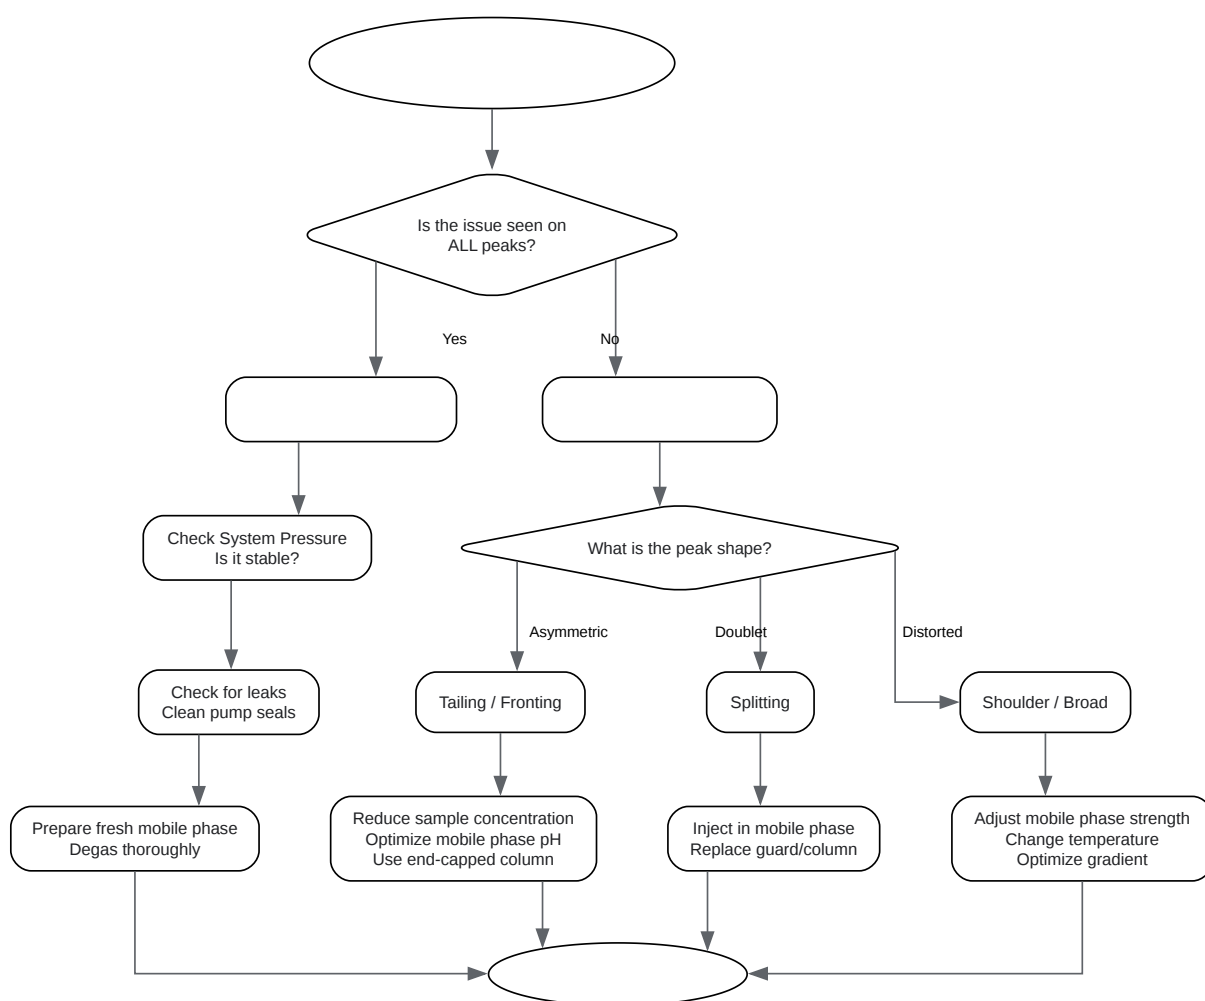 Is the issue seen on
ALL peaks?
Yes
No
Check System Pressure
Is it stable?
What is the peak shape?
Asymmetric
Doublet
Distorted
Check for leaks
Clean pump seals
Tailing / Fronting
Splitting
Shoulder / Broad
Prepare fresh mobile phase
Degas thoroughly
Reduce sample concentration
Optimize mobile phase pH
Use end-capped column
Inject in mobile phase
Replace guard/column
Adjust mobile phase strength
Change temperature
Optimize gradient